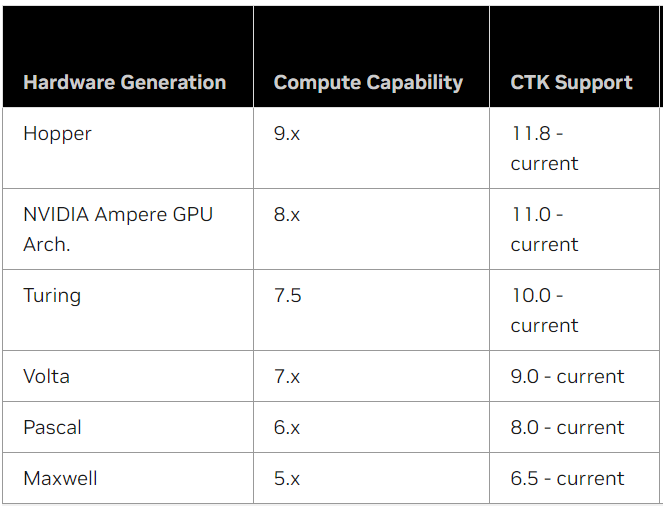 Hardware Generation Compute Capability CTK Support
Hopper 9.x 11.8 -
current
NVIDIA Ampere GPU 8.x 11.0 -
Arch. current
Turing 7.5 10.0 -
current
Volta 7.x 9.0 - current
Pascal 6.x 8.0 - current
Maxwell 5.x 6.5 - current